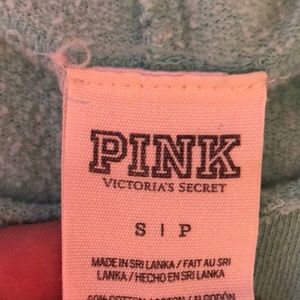 PINK
VICTORIA'S SECRET
S | P
MADE IN SRI LANKA / FAIT AU SRI
LANKA / HECHO EN SRI LANKA